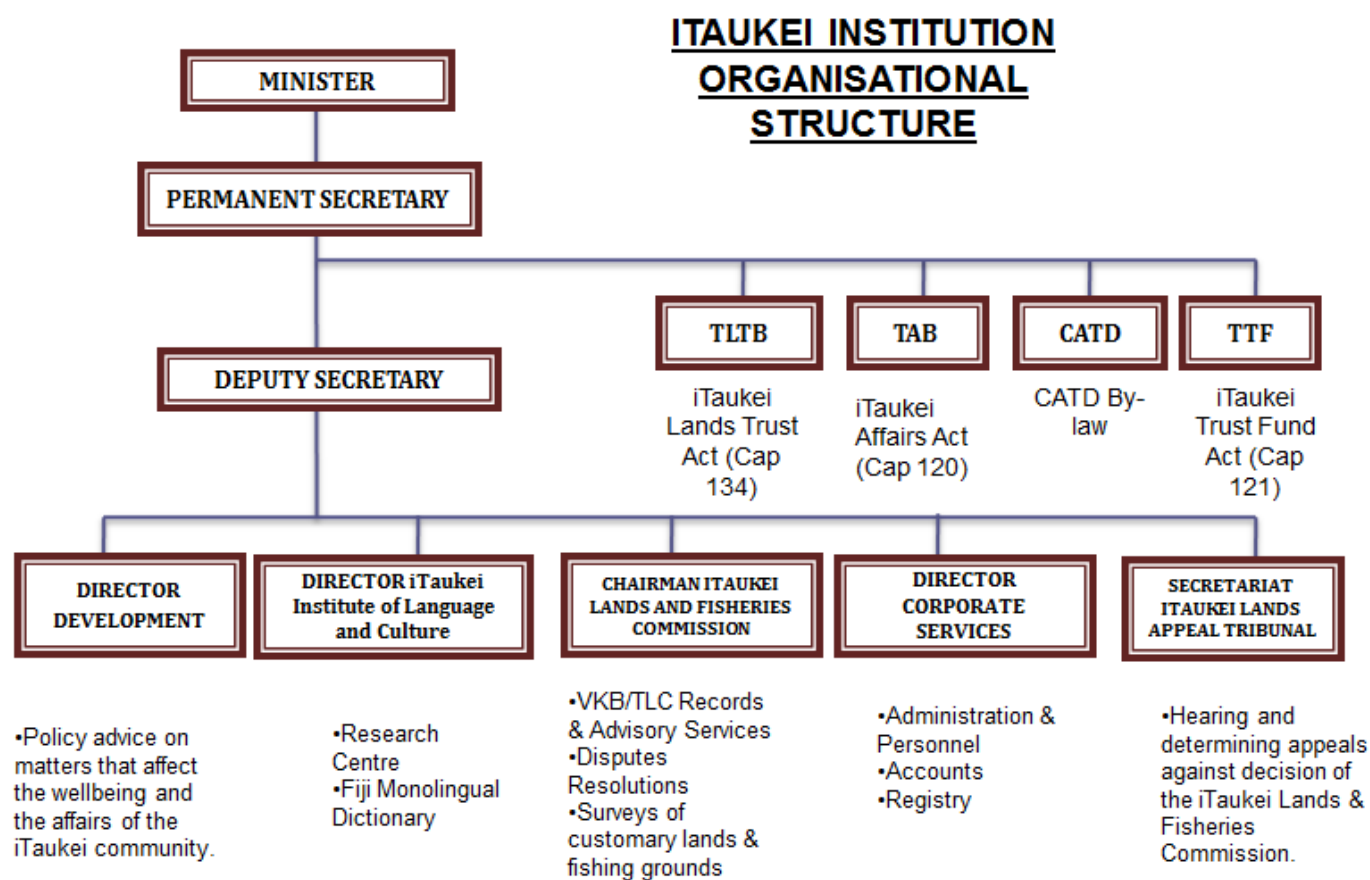 ITAUKEI INSTITUTION
ORGANISATIONAL
STRUCTURE
MINISTER
PERMANENT SECRETARY
TLTB
TAB
CATD
TTF
DEPUTY SECRETARY
iTaukei
Lands Trust
Act (Cap
134)
iTaukei
Affairs Act
(Cap 120)
CATD By-
law
iTaukei
Trust Fund
Act (Cap
121)
DIRECTOR
DEVELOPMENT
DIRECTOR iTaukei
Institute of Language
and Culture
CHAIRMAN ITAUKEI
LANDS AND FISHERIES
COMMISSION
DIRECTOR
CORPORATE
SERVICES
SECRETARIAT
ITAUKEI LANDS
APPEAL TRIBUNAL
•Policy advice on
matters that affect
the wellbeing and
the affairs of the
iTaukei community.
•Research
Centre
•Fiji Monolingual
Dictionary
•VKB/TLC Records
& Advisory Services
•Disputes
Resolutions
•Surveys of
customary lands &
fishing grounds
•Administration &
Personnel
•Accounts
•Registry
•Hearing and
determining appeals
against decision of
the iTaukei Lands &
Fisheries
Commission.